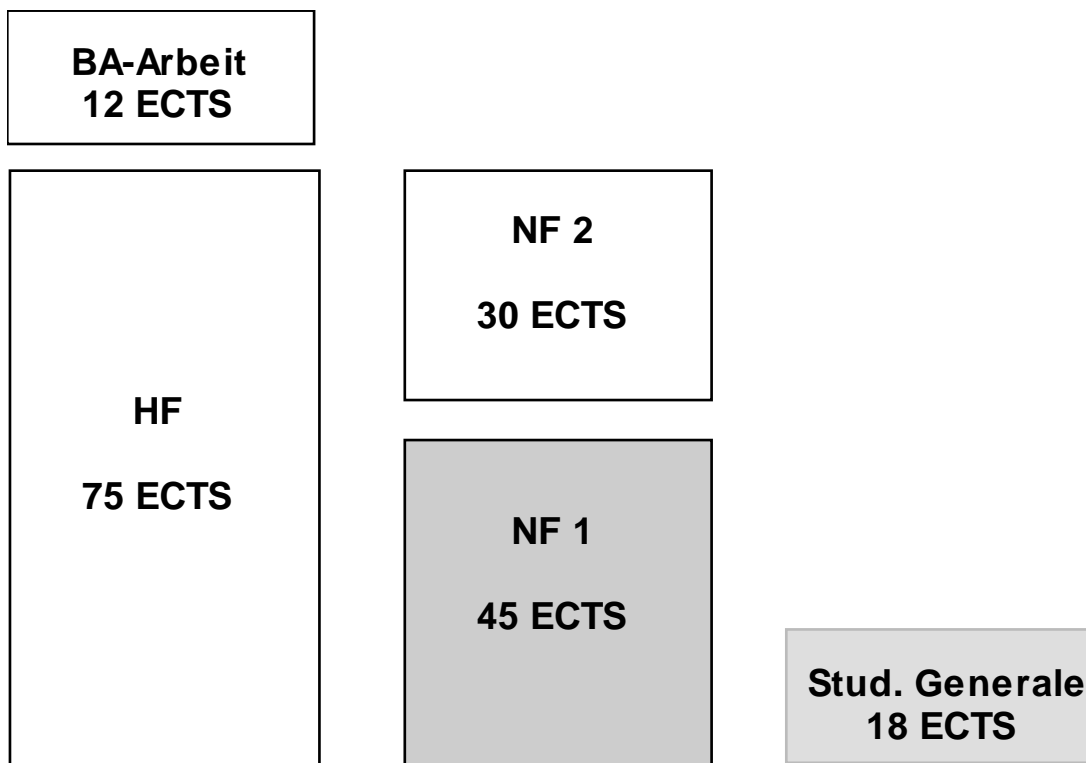 BA-Arbeit
12 ECTS
HF
75 ECTS
NF 2
30 ECTS
NF 1
45 ECTS
Stud. Generale
18 ECTS